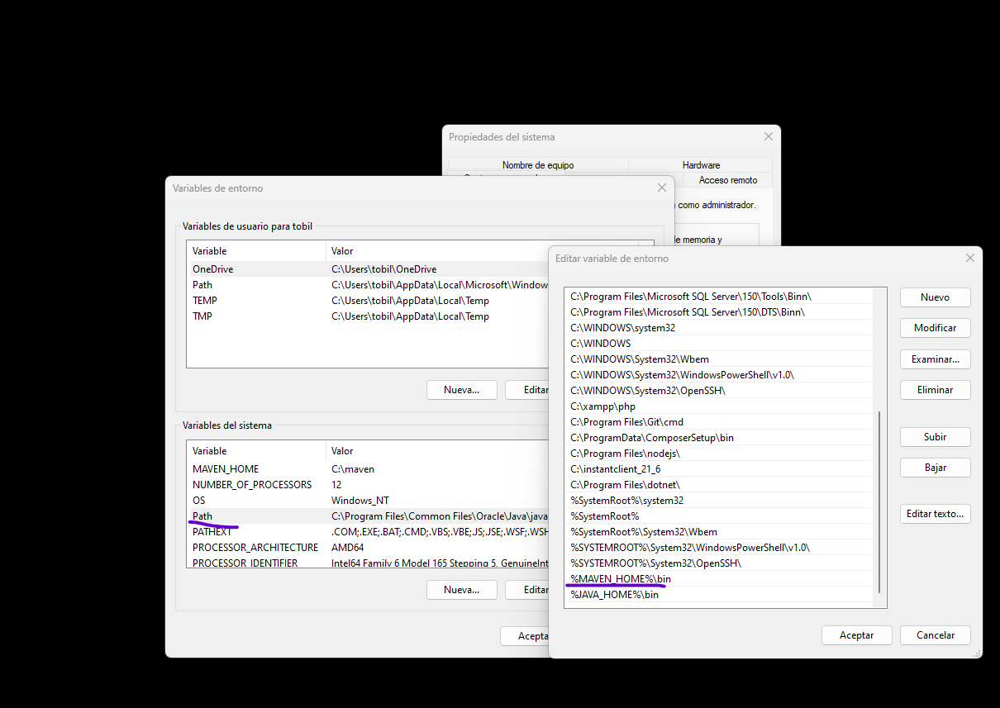 Propiedades del sistema
Nombre de equipo
Hardware
Acceso remoto
como administrador.
de memoria y
Variables de entorno
Variables de usuario para tobil
Variable Valor
OneDrive C:\Users\tobil\OneDrive
Path C:\Users\tobil\AppData\Local\Microsoft\Windows
TEMP C:\Users\tobil\AppData\Local\Temp
TMP C:\Users\tobil\AppData\Local\Temp
Nueva... Editar
Variables del sistema
Variable Valor
MAVEN_HOME C:\maven
NUMBER_OF_PROCESSORS 12
OS Windows_NT
Path C:\Program Files\Common Files\Oracle\Java\java
PATHEXT .COM;.EXE;.BAT;.CMD;.VBS;.VBE;.JS;.JSE;.WSF;.WSH
PROCESSOR_ARCHITECTURE AMD64
PROCESSOR_IDENTIFIER Intel64 Family 6 Model 165 Stepping 5, GenuineInt
Nueva... Editar
Acepta
Editar variable de entorno
C:\Program Files\Microsoft SQL Server\150\Tools\Binn\
C:\Program Files\Microsoft SQL Server\150\DTS\Binn\
C:\WINDOWS\system32
C:\WINDOWS
C:\WINDOWS\System32\Wbem
C:\WINDOWS\System32\WindowsPowerShell\v1.0\
C:\WINDOWS\System32\OpenSSH\
C:\xampp\php
C:\Program Files\Git\cmd
C:\ProgramData\ComposerSetup\bin
C:\Program Files\nodejs\
C:\instantclient_21_6
C:\Program Files\dotnet\
%SystemRoot%\system32
%SystemRoot%
%SystemRoot%\System32\Wbem
%SYSTEMROOT%\System32\WindowsPowerShell\v1.0\
%SYSTEMROOT%\System32\OpenSSH\
%MAVEN_HOME%\bin
%JAVA_HOME%\bin
Nuevo
Modificar
Examinar...
Eliminar
Subir
Bajar
Editar texto...
Aceptar Cancelar